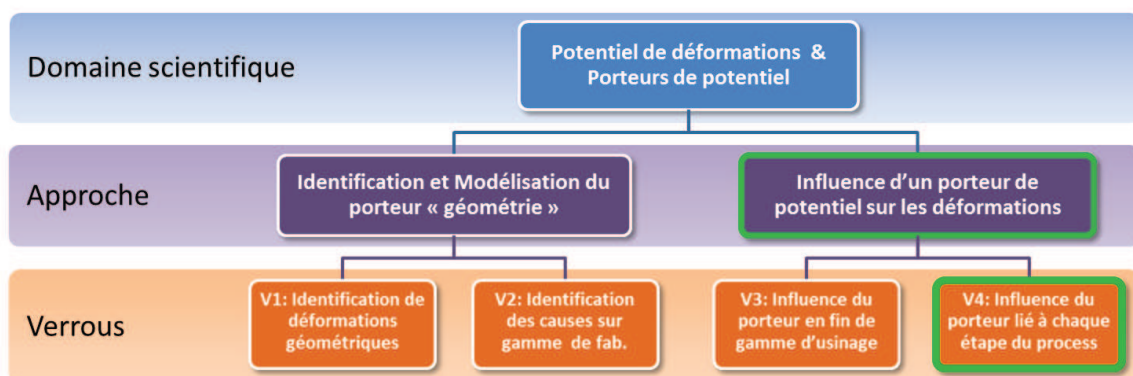 Domaine scientifique
Potentiel de déformations &
Porteurs de potentiel
Approche
Identification et Modélisation du
porteur « géométrie »
Influence d'un porteur de
potentiel sur les déformations
Verrous
V1: Identification de
déformations
géométriques
V2: Identification
des causes sur
gamme de fab.
V3: Influence du
porteur en fin de
gamme d'usinage
V4: Influence du
porteur lié à chaque
étape du process